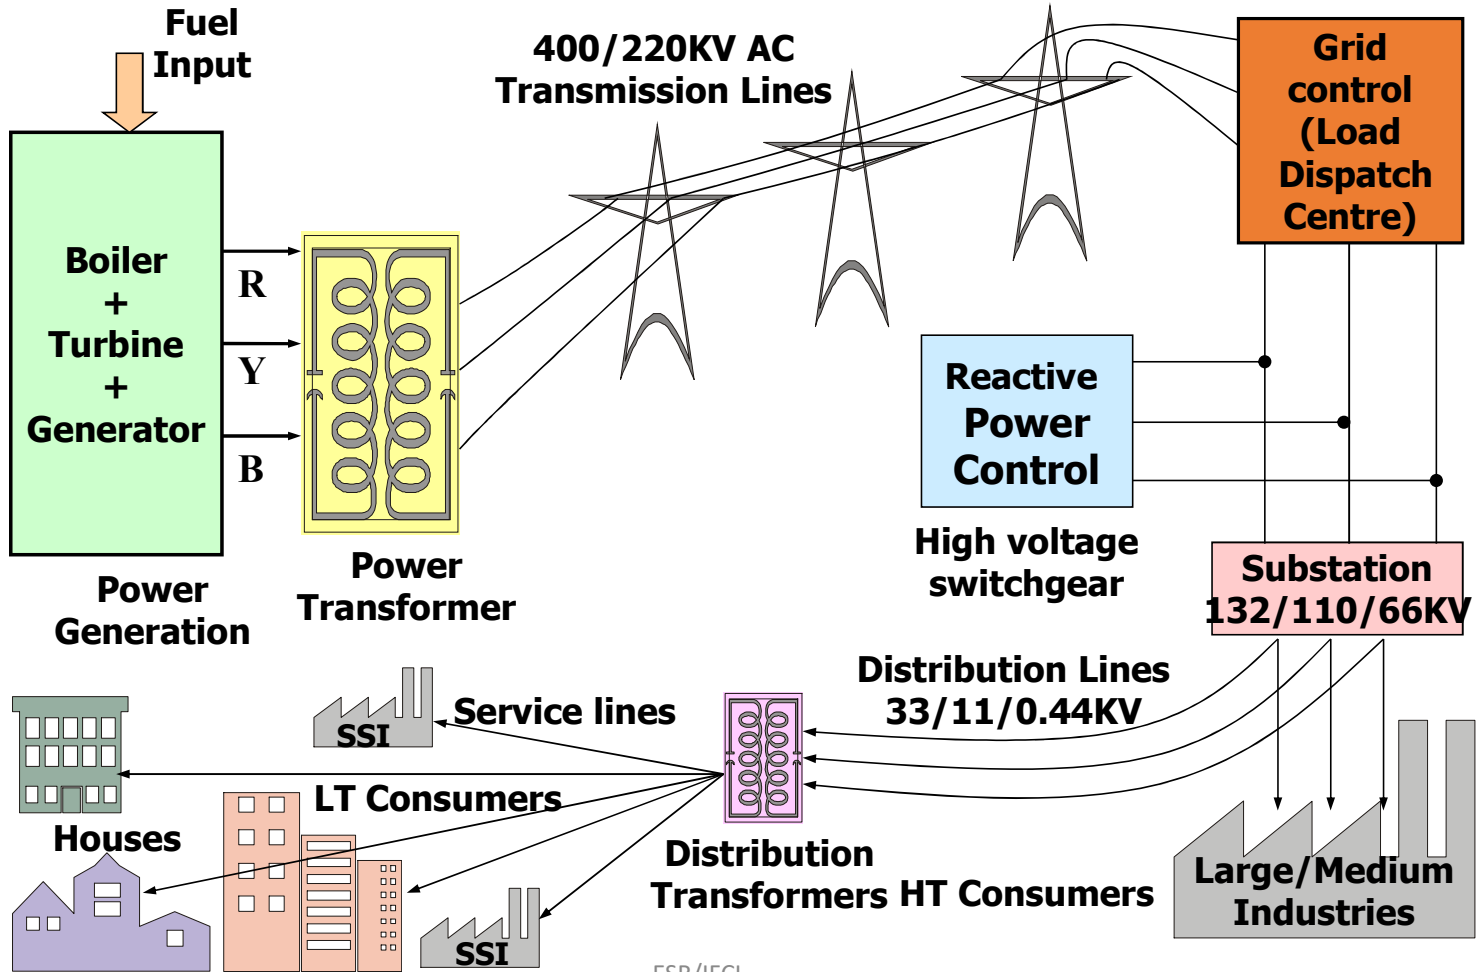 Fuel
Input
400/220KV AC
Transmission Lines
Grid
control
(Load
Dispatch
Centre)
Boiler
+
Turbine
+
Generator
R
Y
B
Reactive
Power
Control
High voltage
switchgear
Power
Transformer
Power
Generation
Substation
132/110/66KV
Distribution Lines
33/11/0.44KV
SSI
Service lines
LT Consumers
Houses
Distribution
Transformers
HT Consumers
Large/Medium
Industries
SSI